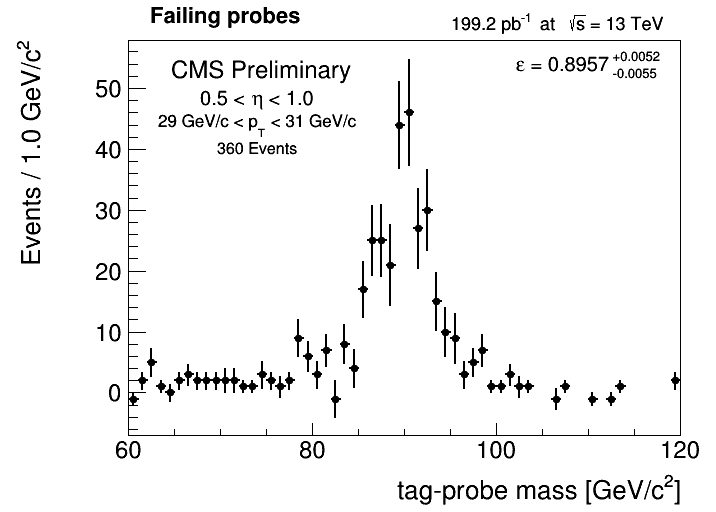 Failing probes
199.2 pb⁻¹ at √s = 13 TeV
CMS Preliminary
0.5 < η < 1.0
29 GeV/c < p_T < 31 GeV/c
360 Events
ε = 0.8957 +0.0052 -0.0055
Events / 1.0 GeV/c²
50
40
30
20
10
0
60 80 100 120
tag-probe mass [GeV/c²]